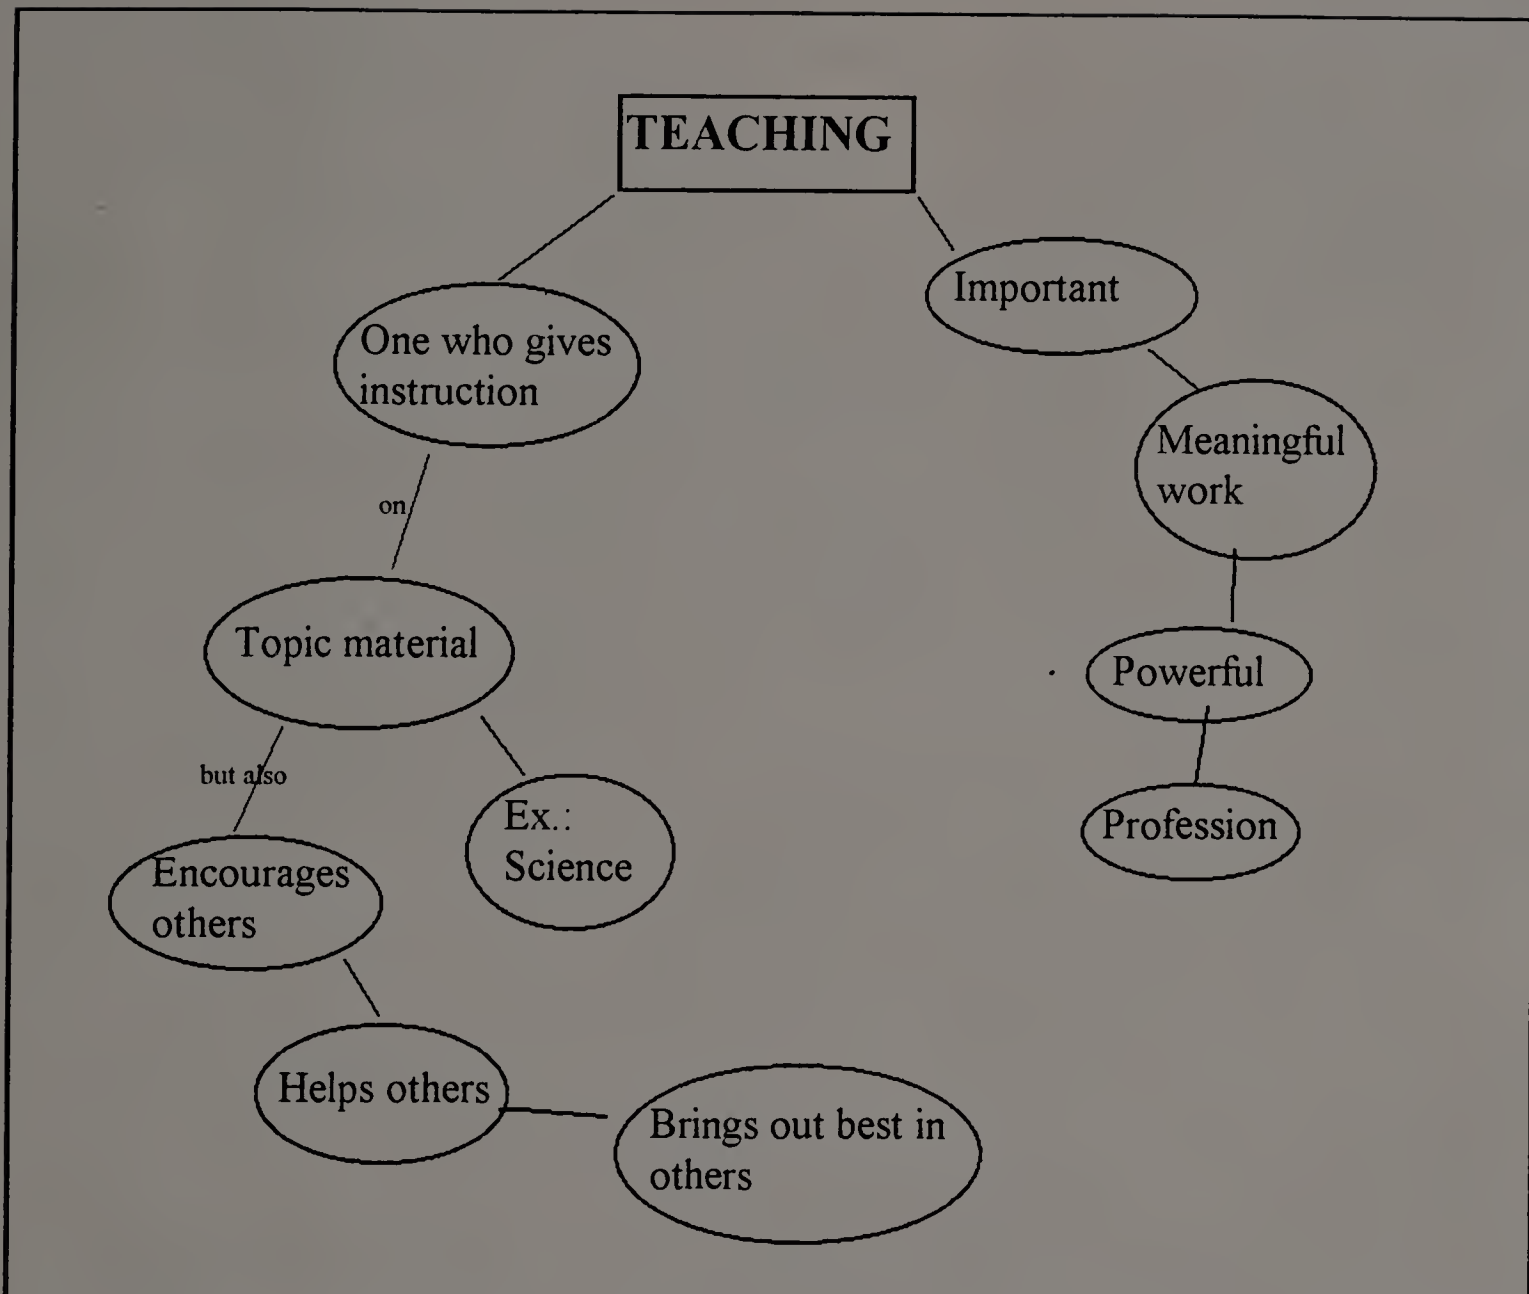 TEACHING
Important
One who gives
instruction
Meaningful
work
on
Topic material
Powerful
but also
Ex.:
Science
Profession
Encourages
others
Helps others
Brings out best in
others